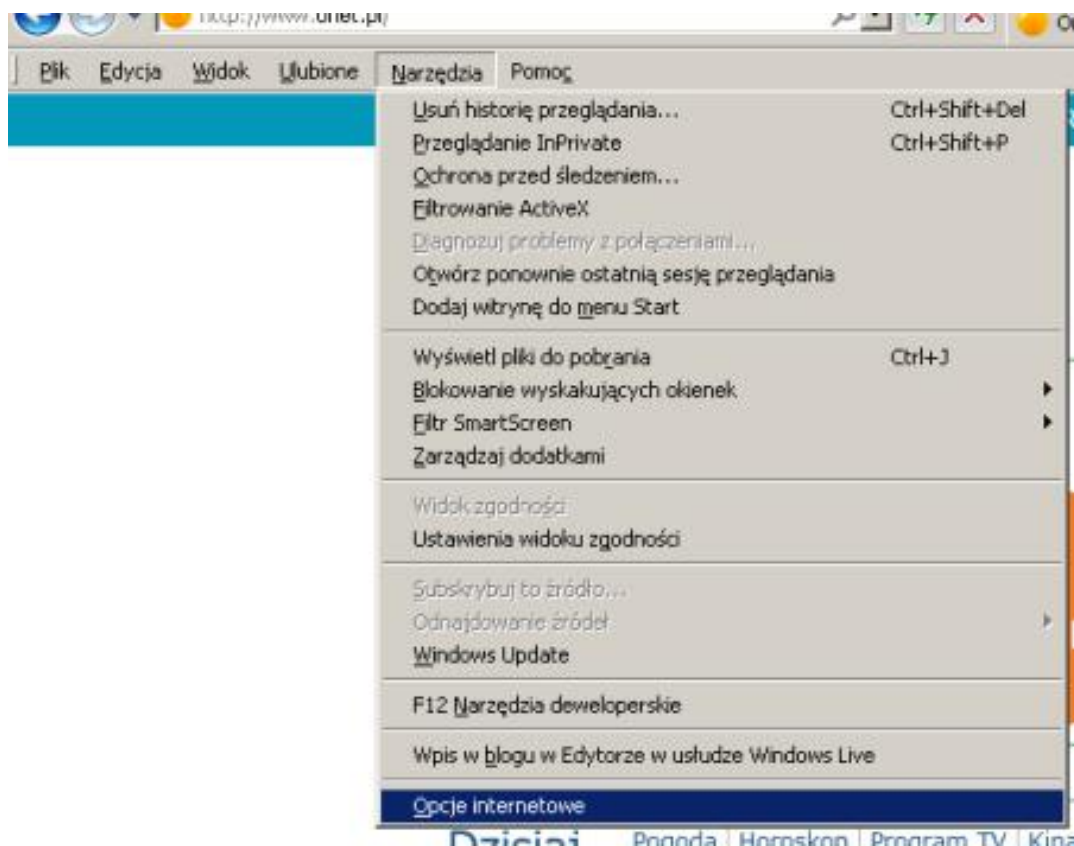 http://www.onet.pl/
Plik Edycja Widok Ulubione Narzędzia Pomoc
Usuń historię przeglądania... Ctrl+Shift+Del
Przeglądanie InPrivate Ctrl+Shift+P
Ochrona przed śledzeniem...
Filtrowanie ActiveX
Diagnozuj problemy z połączeniami...
Otwórz ponownie ostatnią sesję przeglądania
Dodaj witrynę do menu Start
Wyświetl pliki do pobrania Ctrl+J
Blokowanie wyskakujących okienek
Filtr SmartScreen
Zarządzaj dodatkami
Widok zgodności
Ustawienia widoku zgodności
Subskrybuj to źródło...
Odnajdowanie źródeł
Windows Update
F12 Narzędzia deweloperskie
Wpis w blogu w Edytorze w usłudze Windows Live
Opcje internetowe
Dzisiaj Pogoda | Horoskop | Program TV | Kina